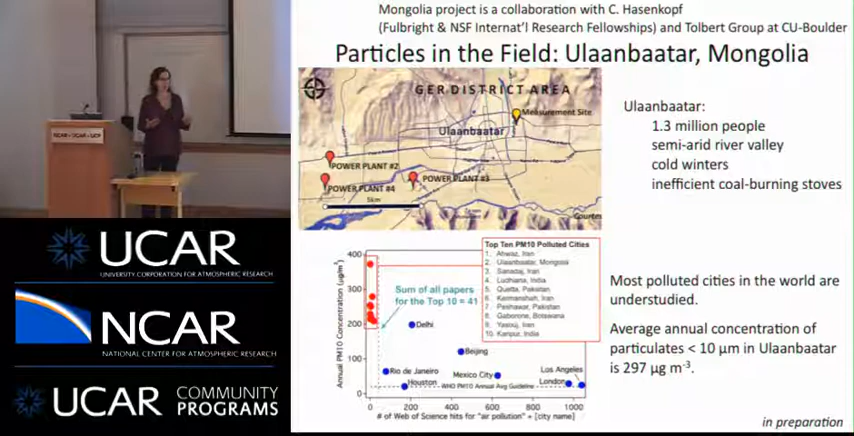 Mongolia project is a collaboration with C. Hasenkopf
(Fulbright & NSF Internat'l Research Fellowships) and Tolbert Group at CU-Boulder
Particles in the Field: Ulaanbaatar, Mongolia
GER DISTRICT AREA
Measurement Site
Ulaanbaatar
POWER PLANT #2
POWER PLANT #3
POWER PLANT #4
5km
Ulaanbaatar:
1.3 million people
semi-arid river valley
cold winters
inefficient coal-burning stoves
NCAR • UCAR • UCP
UCAR
UNIVERSITY CORPORATION FOR ATMOSPHERIC RESEARCH
NCAR
NATIONAL CENTER FOR ATMOSPHERIC RESEARCH
UCAR COMMUNITY
PROGRAMS
Annual PM10 Concentration (µg/m³)
400
300
200
100
0
Sum of all papers
for the Top 10 = 41
Top Ten PM10 Polluted Cities
1. Ahwaz, Iran
2. Ulaanbaatar, Mongolia
3. Sanadaj, Iran
4. Ludhiana, India
5. Quetta, Pakistan
6. Kermanshah, Iran
7. Peshawar, Pakistan
8. Gaborone, Botswana
9. Yasouj, Iran
10. Kanpur, India
Delhi
Beijing
Rio de Janeiro
Mexico City
Los Angeles
Houston
WHO PM10 Annual Avg Guideline
London
0 200 400 600 800 1000
# of Web of Science hits for "air pollution" + [city name]
Most polluted cities in the world are
understudied.
Average annual concentration of
particulates < 10 µm in Ulaanbaatar
is 297 µg m⁻³.
in preparation